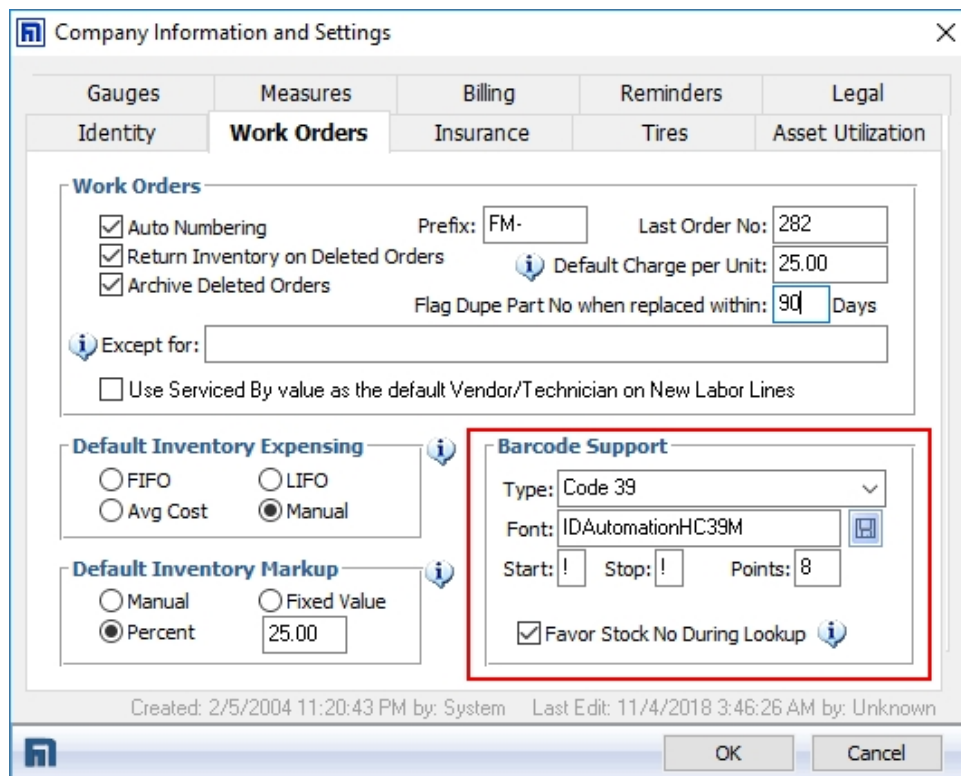 Company Information and Settings
Gauges Measures Billing Reminders Legal
Identity Work Orders Insurance Tires Asset Utilization
Work Orders
Auto Numbering Prefix: FM- Last Order No: 282
Return Inventory on Deleted Orders
Default Charge per Unit: 25.00
Archive Deleted Orders
Flag Dupe Part No when replaced within: 90 Days
Except for:
Use Serviced By value as the default Vendor/Technician on New Labor Lines
Default Inventory Expensing
FIFO LIFO
Avg Cost Manual
Default Inventory Markup
Manual Fixed Value
Percent 25.00
Barcode Support
Type: Code 39
Font: IDAutomationHC39M
Start: ! Stop: ! Points: 8
Favor Stock No During Lookup
Created: 2/5/2004 11:20:43 PM by: System Last Edit: 11/4/2018 3:46:26 AM by: Unknown
OK Cancel